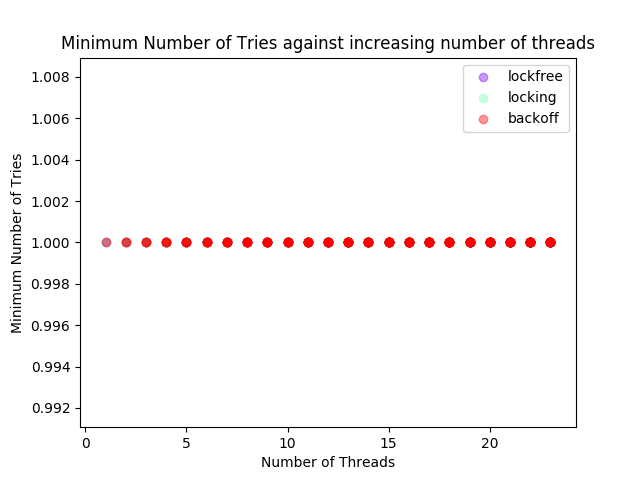 Minimum Number of Tries against increasing number of threads
1.008
1.006
1.004
1.002
1.000
0.998
0.996
0.994
0.992
Minimum Number of Tries
lockfree
locking
backoff
0 5 10 15 20
Number of Threads